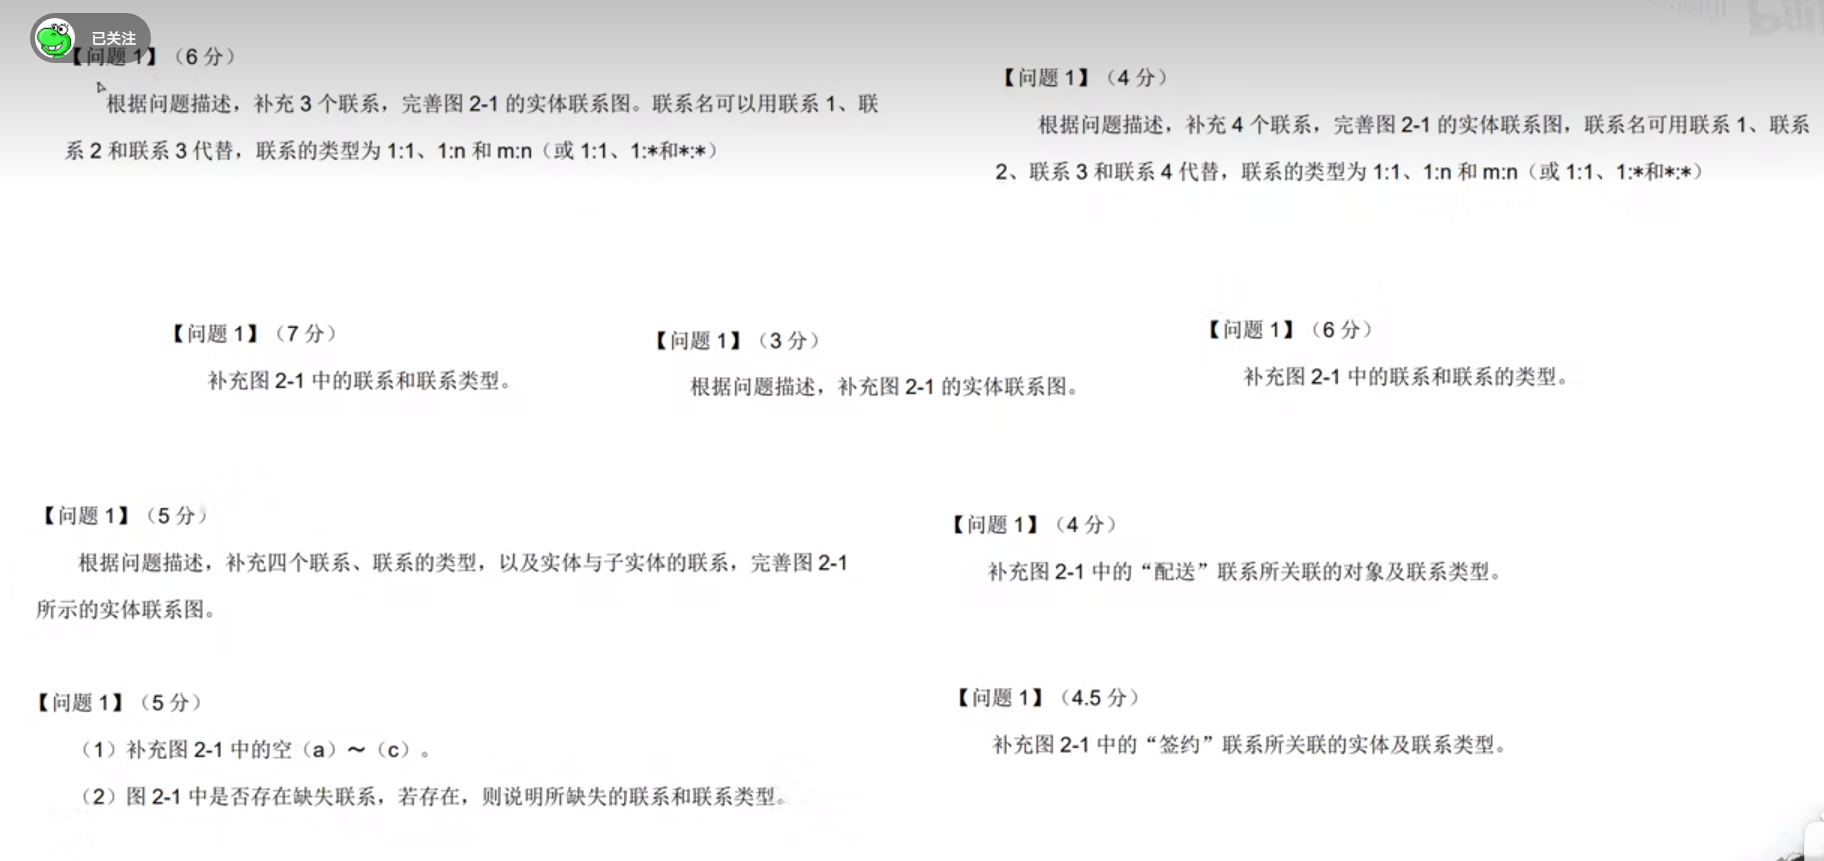 已关注
【问题 1】（6 分）
根据问题描述，补充 3 个联系，完善图 2-1 的实体联系图。联系名可以用联系 1、联
系 2 和联系 3 代替，联系的类型为 1:1、1:n 和 m:n（或 1:1、1:*和*:*）
【问题 1】（4 分）
根据问题描述，补充 4 个联系，完善图 2-1 的实体联系图，联系名可用联系 1、联系
2、联系 3 和联系 4 代替，联系的类型为 1:1、1:n 和 m:n（或 1:1、1:*和*:*）
【问题 1】（7 分）
补充图 2-1 中的联系和联系类型。
【问题 1】（3 分）
根据问题描述，补充图 2-1 的实体联系图。
【问题 1】（6 分）
补充图 2-1 中的联系和联系的类型。
【问题 1】（5 分）
根据问题描述，补充四个联系、联系的类型，以及实体与子实体的联系，完善图 2-1
所示的实体联系图。
【问题 1】（4 分）
补充图 2-1 中的“配送”联系所关联的对象及联系类型。
【问题 1】（5 分）
（1）补充图 2-1 中的空（a）～（c）。
（2）图 2-1 中是否存在缺失联系，若存在，则说明所缺失的联系和联系类型。
【问题 1】（4.5 分）
补充图 2-1 中的“签约”联系所关联的实体及联系类型。